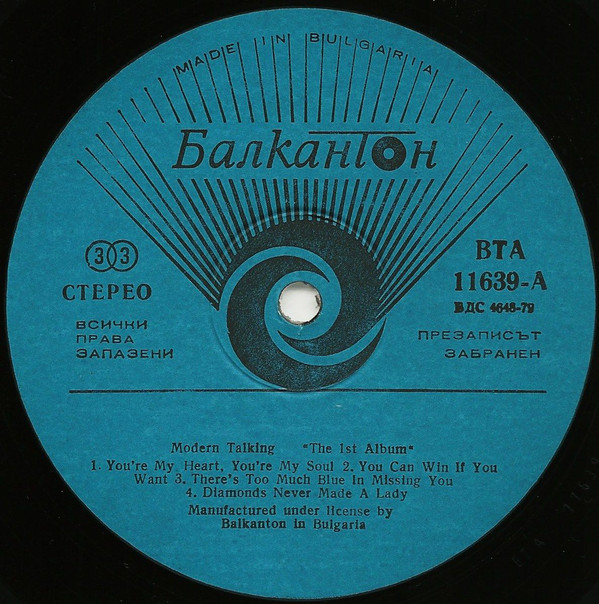 MADE IN BULGARIA
Балкантон
33
СТЕРЕО
ВСИЧКИ
ПРАВА
ЗАПАЗЕНИ
ВТА
11639-А
БДС 4648-79
ПРЕЗАПИСЪТ
ЗАБРАНЕН
Modern Talking "The 1st Album"
1. You're My Heart, You're My Soul 2. You Can Win If You
Want 3. There's Too Much Blue In Missing You
4. Diamonds Never Made A Lady
Manufactured under license by
Balkanton in Bulgaria